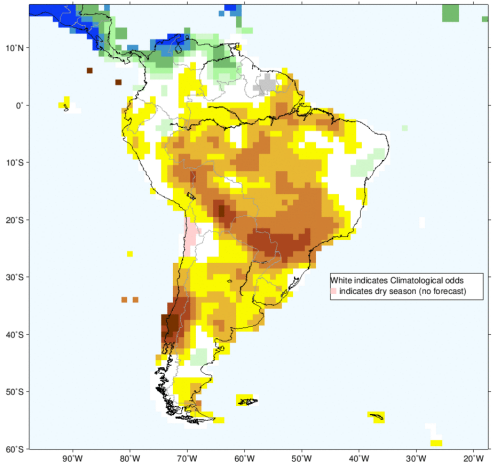 10°N
0°
10°S
20°S
30°S
White indicates Climatological odds
indicates dry season (no forecast)
40°S
50°S
60°S
90°W 80°W 70°W 60°W 50°W 40°W 30°W 20°W